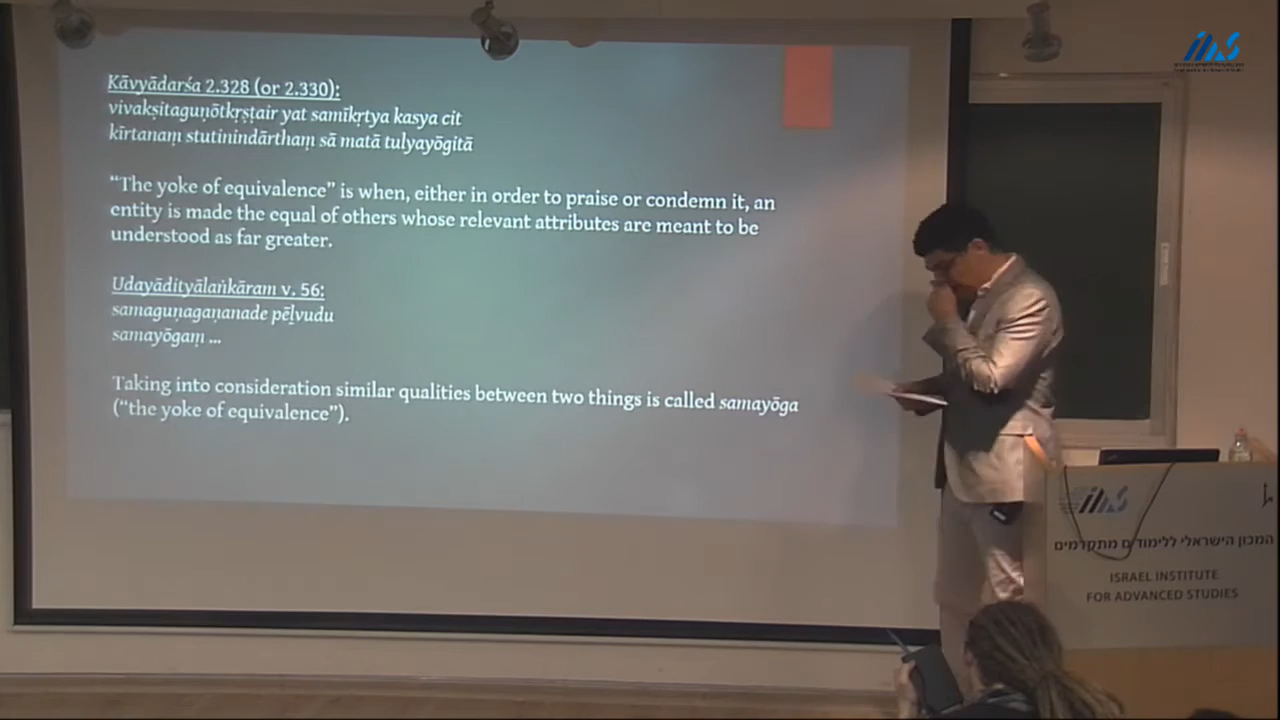 Kāvyādarśa 2.328 (or 2.330):
vivakṣitaguṇōtkṛṣṭair yat samīkṛtya kasya cit
kīrtanaṃ stutinindārthaṃ sā matā tulyayōgitā
“The yoke of equivalence” is when, either in order to praise or condemn it, an
entity is made the equal of others whose relevant attributes are meant to be
understood as far greater.
Udayādityālaṅkāram v. 56:
samaguṇagaṇanade pēḻvudu
samayōgaṃ ...
Taking into consideration similar qualities between two things is called samayōga
(“the yoke of equivalence”).
המכון הישראלי ללימודים מתקדמים
ISRAEL INSTITUTE
FOR ADVANCED STUDIES